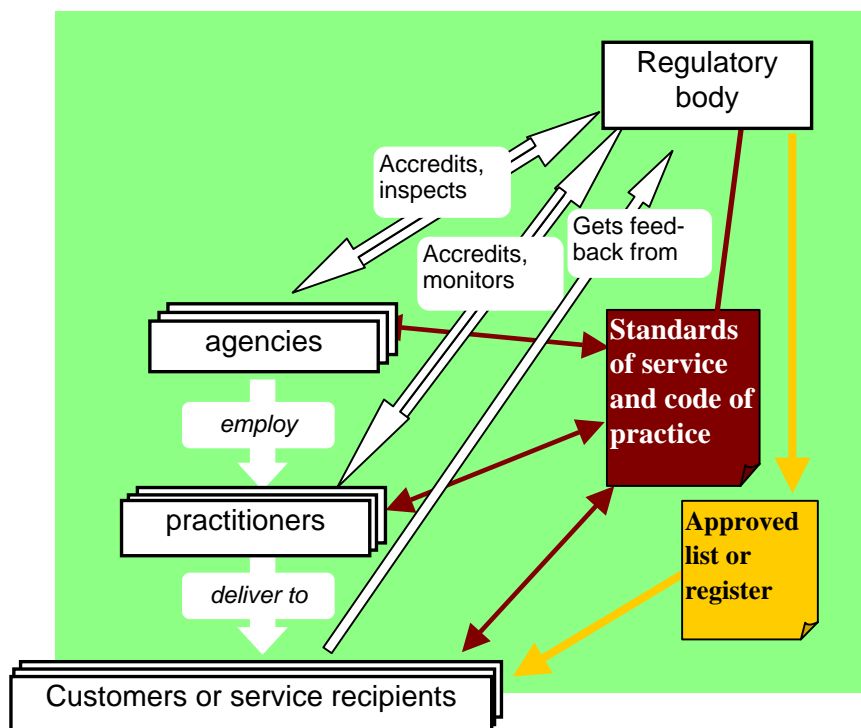 Regulatory
body
Accredits,
inspects
Gets feed-
back from
Accredits,
monitors
agencies
Standards
of service
and code of
practice
employ
practitioners
Approved
list or
register
deliver to
Customers or service recipients